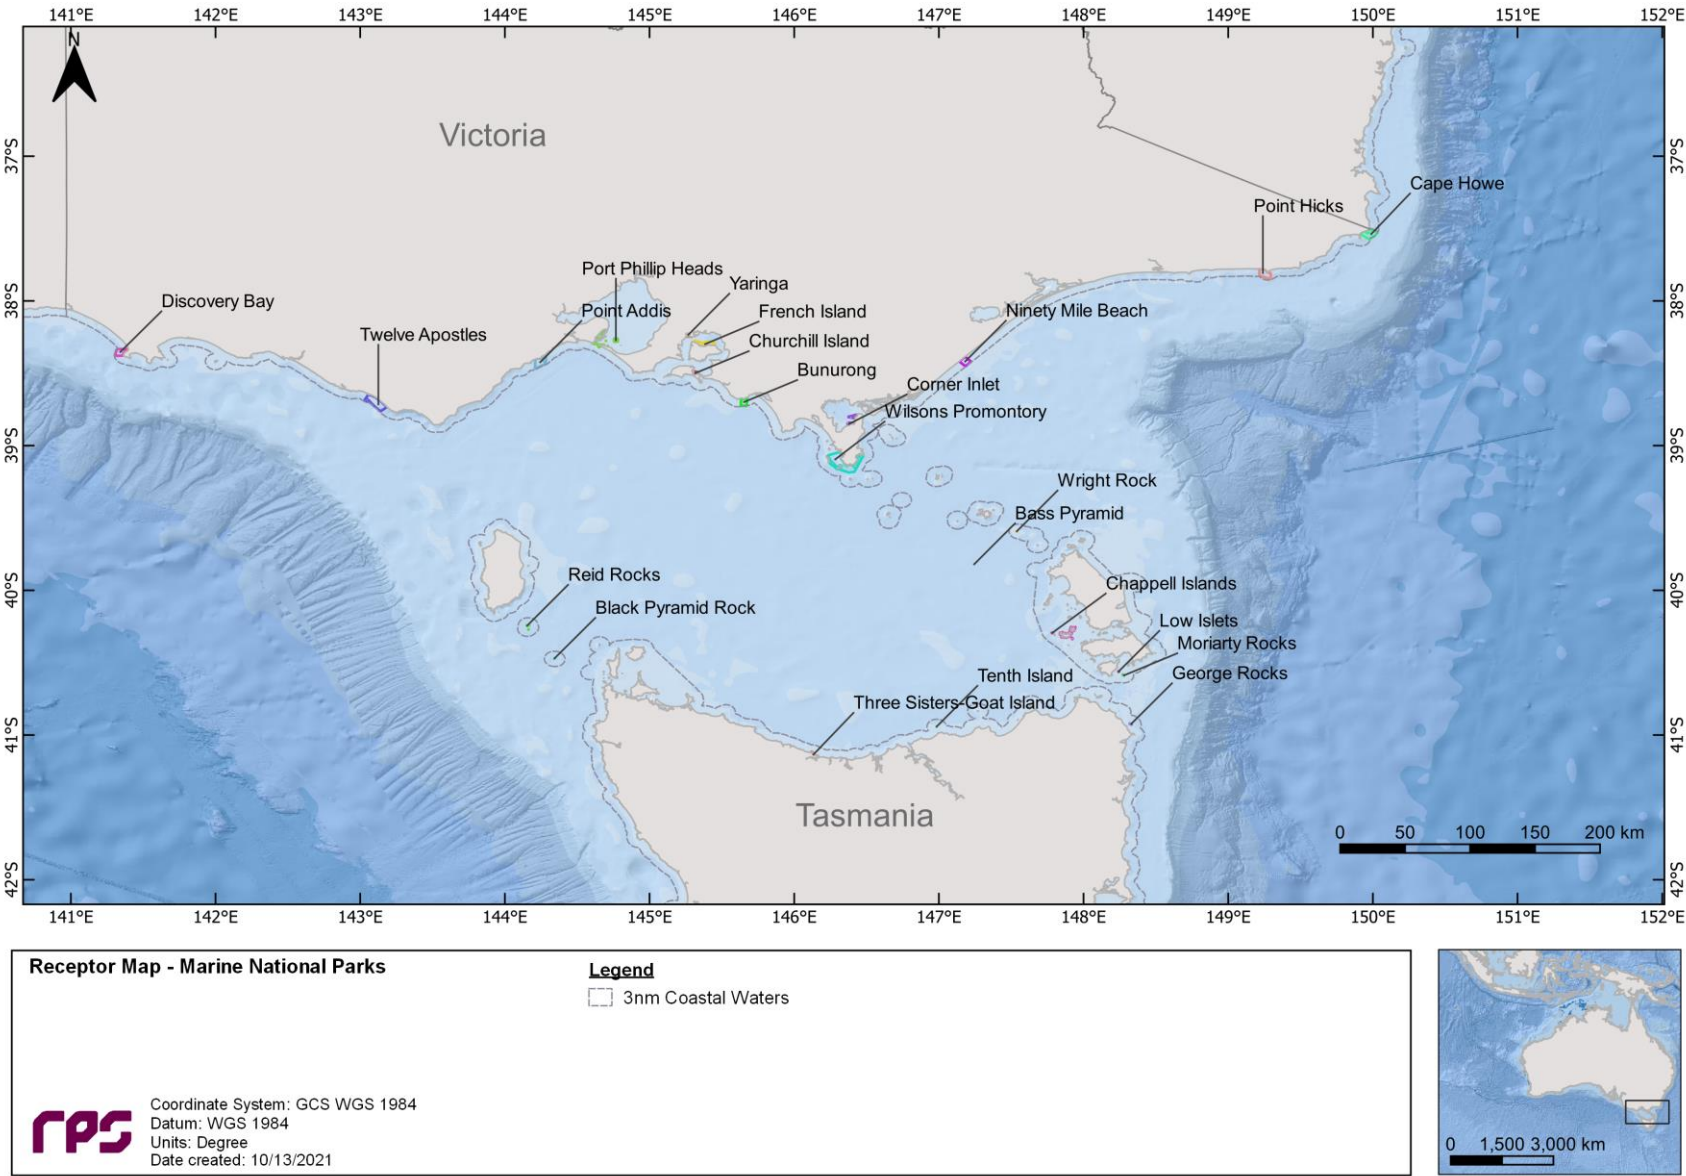 141°E 142°E 143°E 144°E 145°E 146°E 147°E 148°E 149°E 150°E 151°E 152°E
N
Victoria
37°S 37°S
Cape Howe
Point Hicks
Port Phillip Heads
Yaringa
Discovery Bay
38°S 38°S
Point Addis
French Island
Ninety Mile Beach
Twelve Apostles
Churchill Island
Bunurong
Corner Inlet
Wilsons Promontory
39°S 39°S
Wright Rock
Bass Pyramid
Reid Rocks
Chappell Islands
40°S 40°S
Black Pyramid Rock
Low Islets
Moriarty Rocks
George Rocks
Tenth Island
Three Sisters-Goat Island
41°S 41°S
Tasmania
0 50 100 150 200 km
42°S 42°S
141°E 142°E 143°E 144°E 145°E 146°E 147°E 148°E 149°E 150°E 151°E 152°E
Receptor Map - Marine National Parks
Legend
3nm Coastal Waters
rps
Coordinate System: GCS WGS 1984
Datum: WGS 1984
Units: Degree
Date created: 10/13/2021
0 1,500 3,000 km